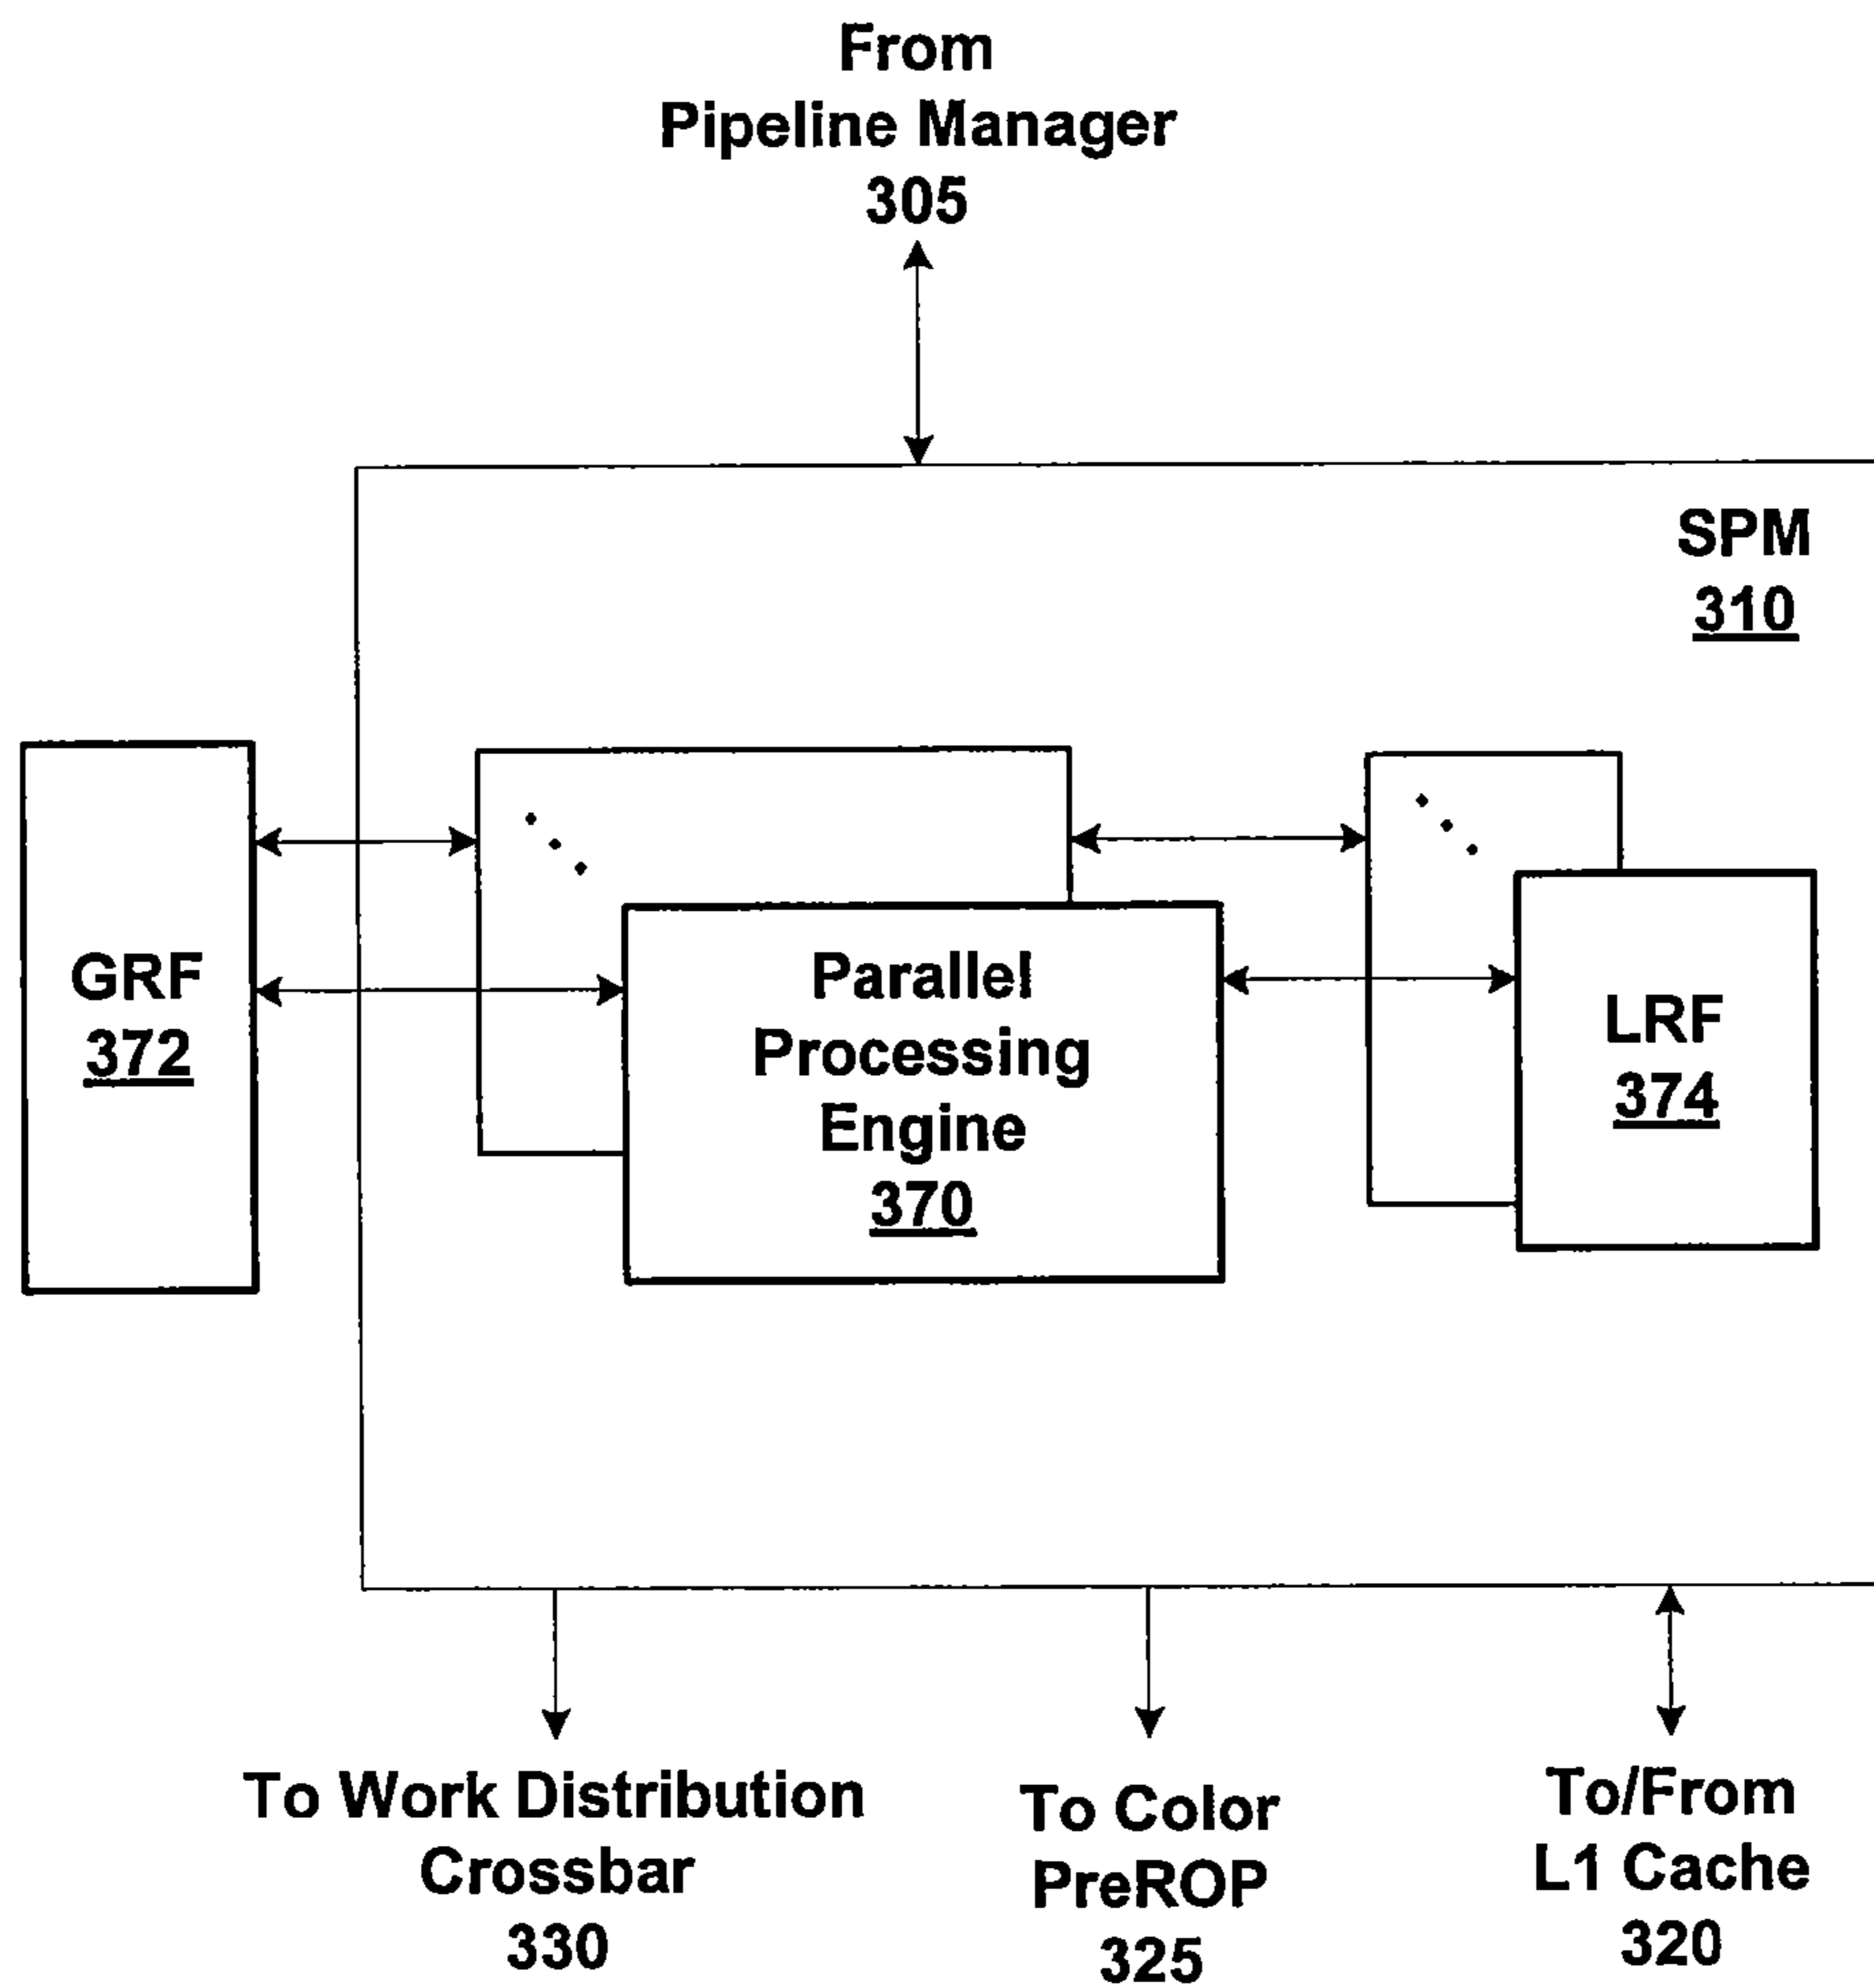 From
Pipeline Manager
305
SPM
310
GRF
372
Parallel
Processing
Engine
370
LRF
374
To Work Distribution
Crossbar
330
To Color
PreROP
325
To/From
L1 Cache
320